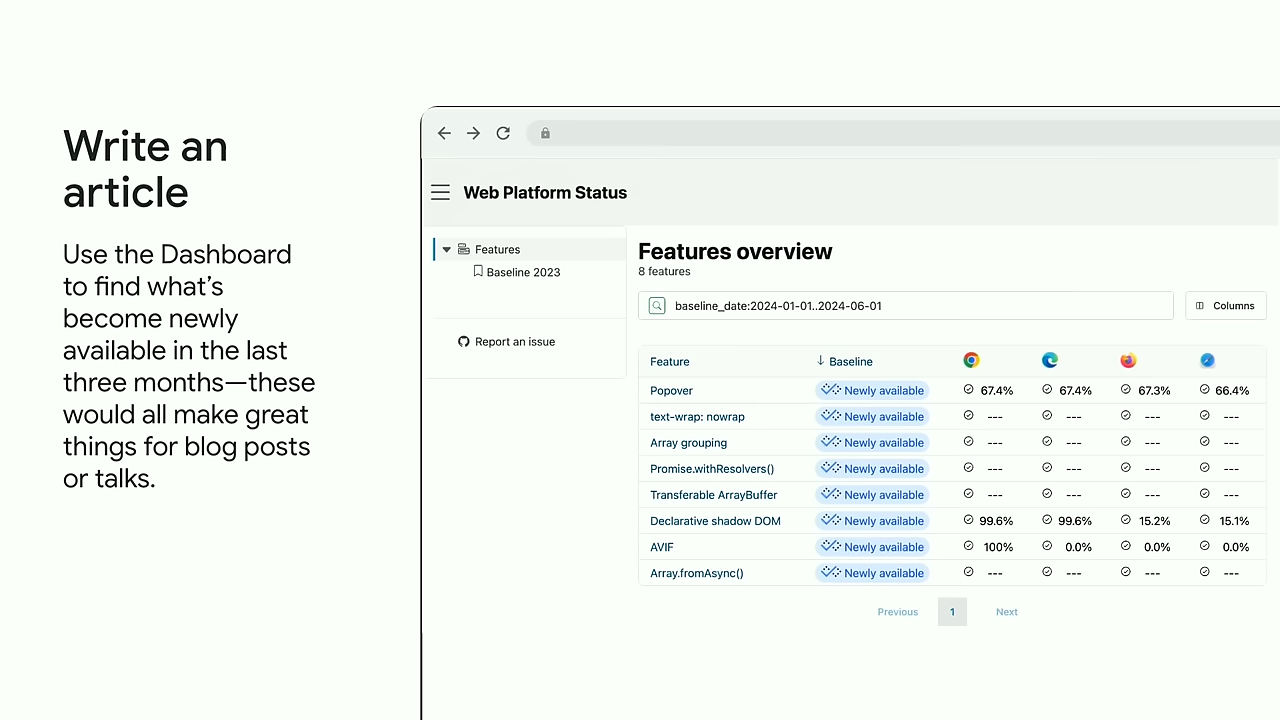 Write an
article
Use the Dashboard
to find what’s
become newly
available in the last
three months—these
would all make great
things for blog posts
or talks.
Web Platform Status
Features
Baseline 2023
Report an issue
Features overview
8 features
baseline_date:2024-01-01..2024-06-01
Columns
Feature Baseline
Popover Newly available 67.4% 67.4% 67.3% 66.4%
text-wrap: nowrap Newly available --- --- --- ---
Array grouping Newly available --- --- --- ---
Promise.withResolvers() Newly available --- --- --- ---
Transferable ArrayBuffer Newly available --- --- --- ---
Declarative shadow DOM Newly available 99.6% 99.6% 15.2% 15.1%
AVIF Newly available 100% 0.0% 0.0% 0.0%
Array.fromAsync() Newly available --- --- --- ---
Previous 1 Next